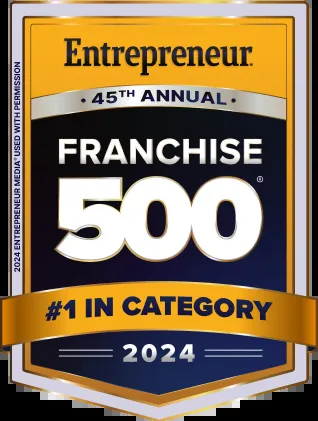 Entrepreneur
• 45TH ANNUAL •
FRANCHISE
500®
#1 IN CATEGORY
2024
2024 ENTREPRENEUR MEDIA® USED WITH PERMISSION